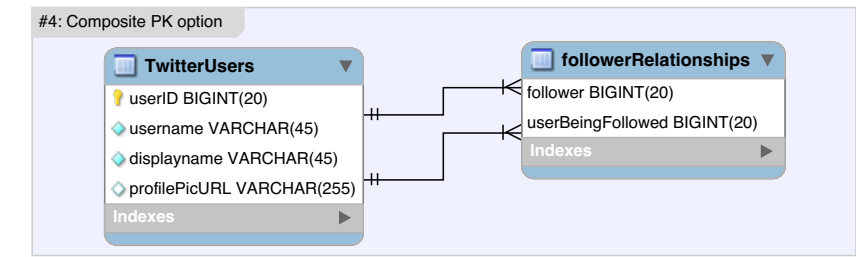 #4: Composite PK option
TwitterUsers
userID BIGINT(20)
username VARCHAR(45)
displayname VARCHAR(45)
profilePicURL VARCHAR(255)
Indexes
followerRelationships
follower BIGINT(20)
userBeingFollowed BIGINT(20)
Indexes